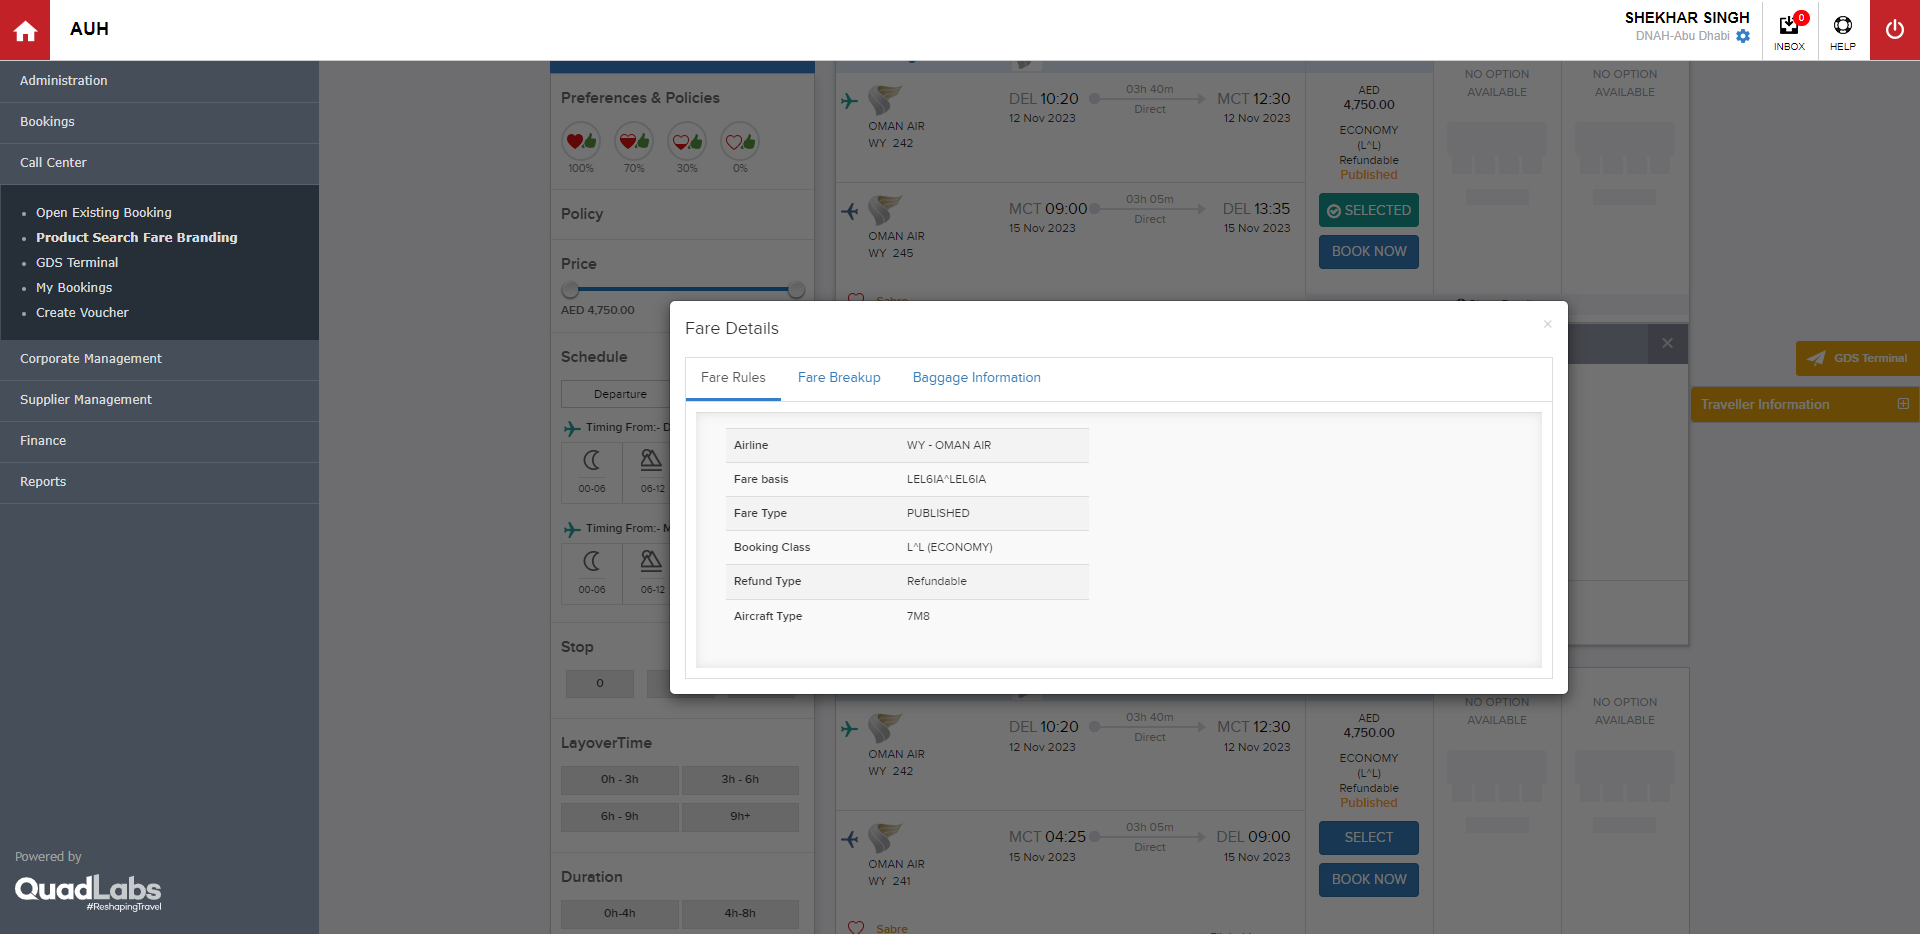 AUH
SHEKHAR SINGH
DNAH-Abu Dhabi
0
INBOX
HELP
Administration
Bookings
Call Center
Open Existing Booking
Product Search Fare Branding
GDS Terminal
My Bookings
Create Voucher
Corporate Management
Supplier Management
Finance
Reports
Powered by
QuadLabs
#ReshapingTravel
Preferences & Policies
100%
70%
30%
0%
Policy
Price
AED 4,750.00
Schedule
Departure
Timing From:- D
00-06
06-12
Timing From:- M
00-06
06-12
Stop
0
LayoverTime
0h - 3h
3h - 6h
6h - 9h
9h+
Duration
0h-4h
4h-8h
OMAN AIR
WY 242
DEL 10:20
12 Nov 2023
03h 40m
Direct
MCT 12:30
12 Nov 2023
OMAN AIR
WY 245
MCT 09:00
15 Nov 2023
03h 05m
Direct
DEL 13:35
15 Nov 2023
Sabre
AED
4,750.00
ECONOMY
(L^L)
Refundable
Published
SELECTED
BOOK NOW
NO OPTION
AVAILABLE
NO OPTION
AVAILABLE
Fare Details
×
Fare Rules
Fare Breakup
Baggage Information
Airline WY - OMAN AIR
Fare basis LEL6IA^LEL6IA
Fare Type PUBLISHED
Booking Class L^L (ECONOMY)
Refund Type Refundable
Aircraft Type 7M8
GDS Terminal
Traveller Information
OMAN AIR
WY 242
DEL 10:20
12 Nov 2023
03h 40m
Direct
MCT 12:30
12 Nov 2023
OMAN AIR
WY 241
MCT 04:25
15 Nov 2023
03h 05m
Direct
DEL 09:00
15 Nov 2023
Sabre
AED
4,750.00
ECONOMY
(L^L)
Refundable
Published
SELECT
BOOK NOW
NO OPTION
AVAILABLE
NO OPTION
AVAILABLE